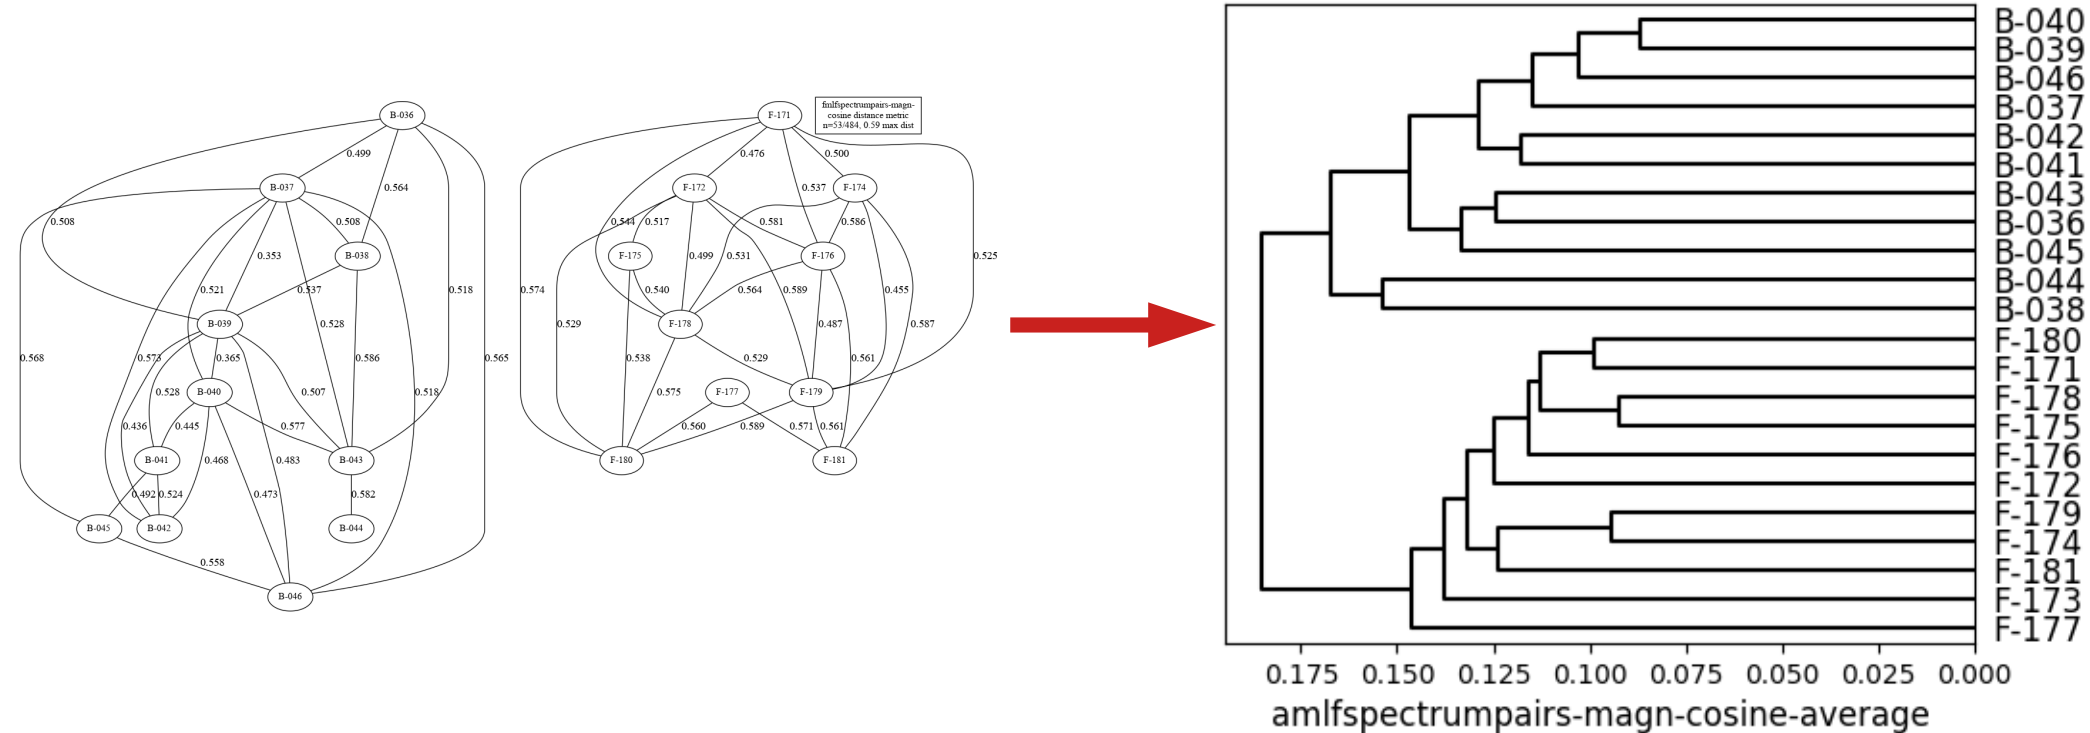 B-036
0.499
0.564
B-037
0.508
0.508
B-038
0.353
0.521
0.537
0.518
B-039
0.528
0.568
0.573
0.365
0.586
0.565
B-040
0.528
0.507
0.518
0.436
0.445
0.577
B-041
0.468
0.483
B-043
0.492
0.524
0.473
0.582
B-045
B-042
B-044
0.558
B-046
F-171
fmlfspectrumpairs-magn-
cosine distance metric
n=53/484, 0.59 max dist
0.476
0.500
F-172
0.537
F-174
0.544
0.517
0.581
0.586
F-175
0.499
0.531
F-176
0.525
0.574
0.540
0.564
0.589
0.455
0.529
F-178
0.487
0.587
0.538
0.529
0.561
0.575
F-177
F-179
0.560
0.589
0.571
0.561
F-180
F-181
B-040
B-039
B-046
B-037
B-042
B-041
B-043
B-036
B-045
B-044
B-038
F-180
F-171
F-178
F-175
F-176
F-172
F-179
F-174
F-181
F-173
F-177
0.175 0.150 0.125 0.100 0.075 0.050 0.025 0.000
amlfspectrumpairs-magn-cosine-average